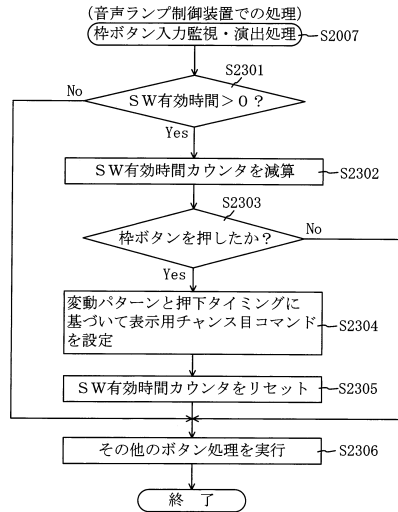 (音声ランプ制御装置での処理)
枠ボタン入力監視・演出処理
S2007
S2301
No
SW有効時間>0?
Yes
SW有効時間カウンタを減算
S2302
S2303
枠ボタンを押したか?
No
Yes
変動パターンと押下タイミングに
基づいて表示用チャンス目コマンド
を設定
S2304
SW有効時間カウンタをリセット
S2305
その他のボタン処理を実行
S2306
終 了